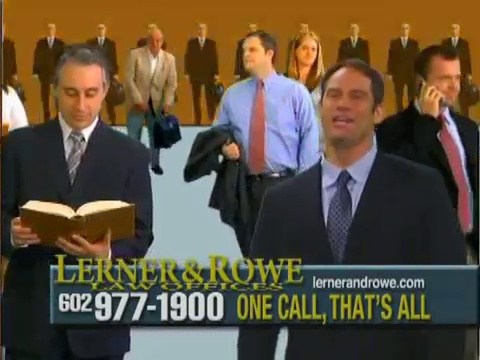 LERNER & ROWE
LAW OFFICES
lernerandrowe.com
602 977-1900 ONE CALL, THAT'S ALL